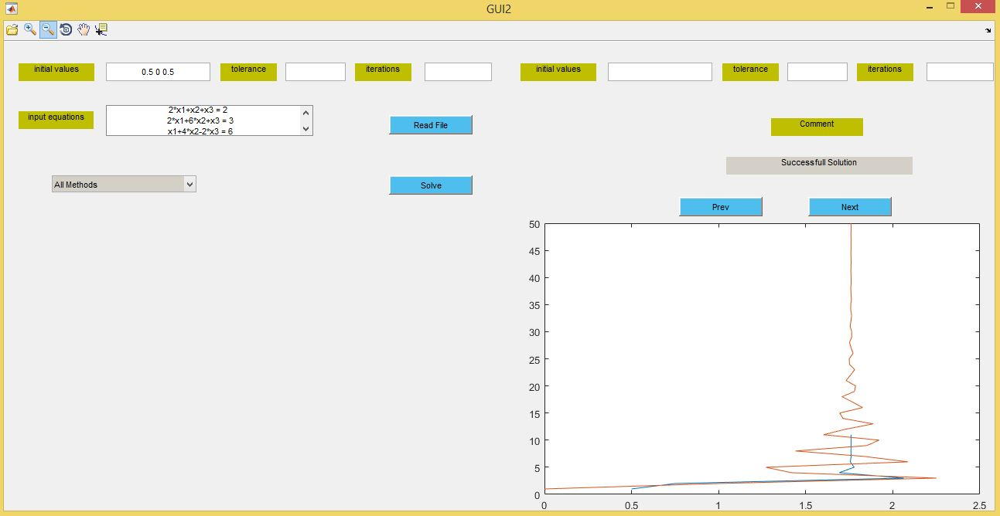 GUI2
initial values
0.5 0 0.5
tolerance
iterations
initial values
tolerance
iterations
input equations
2*x1+x2+x3 = 2
2*x1+6*x2+x3 = 3
x1+4*x2-2*x3 = 6
Read File
Comment
Successfull Solution
All Methods
Solve
Prev
Next
50
45
40
35
30
25
20
15
10
5
0
0 0.5 1 1.5 2 2.5